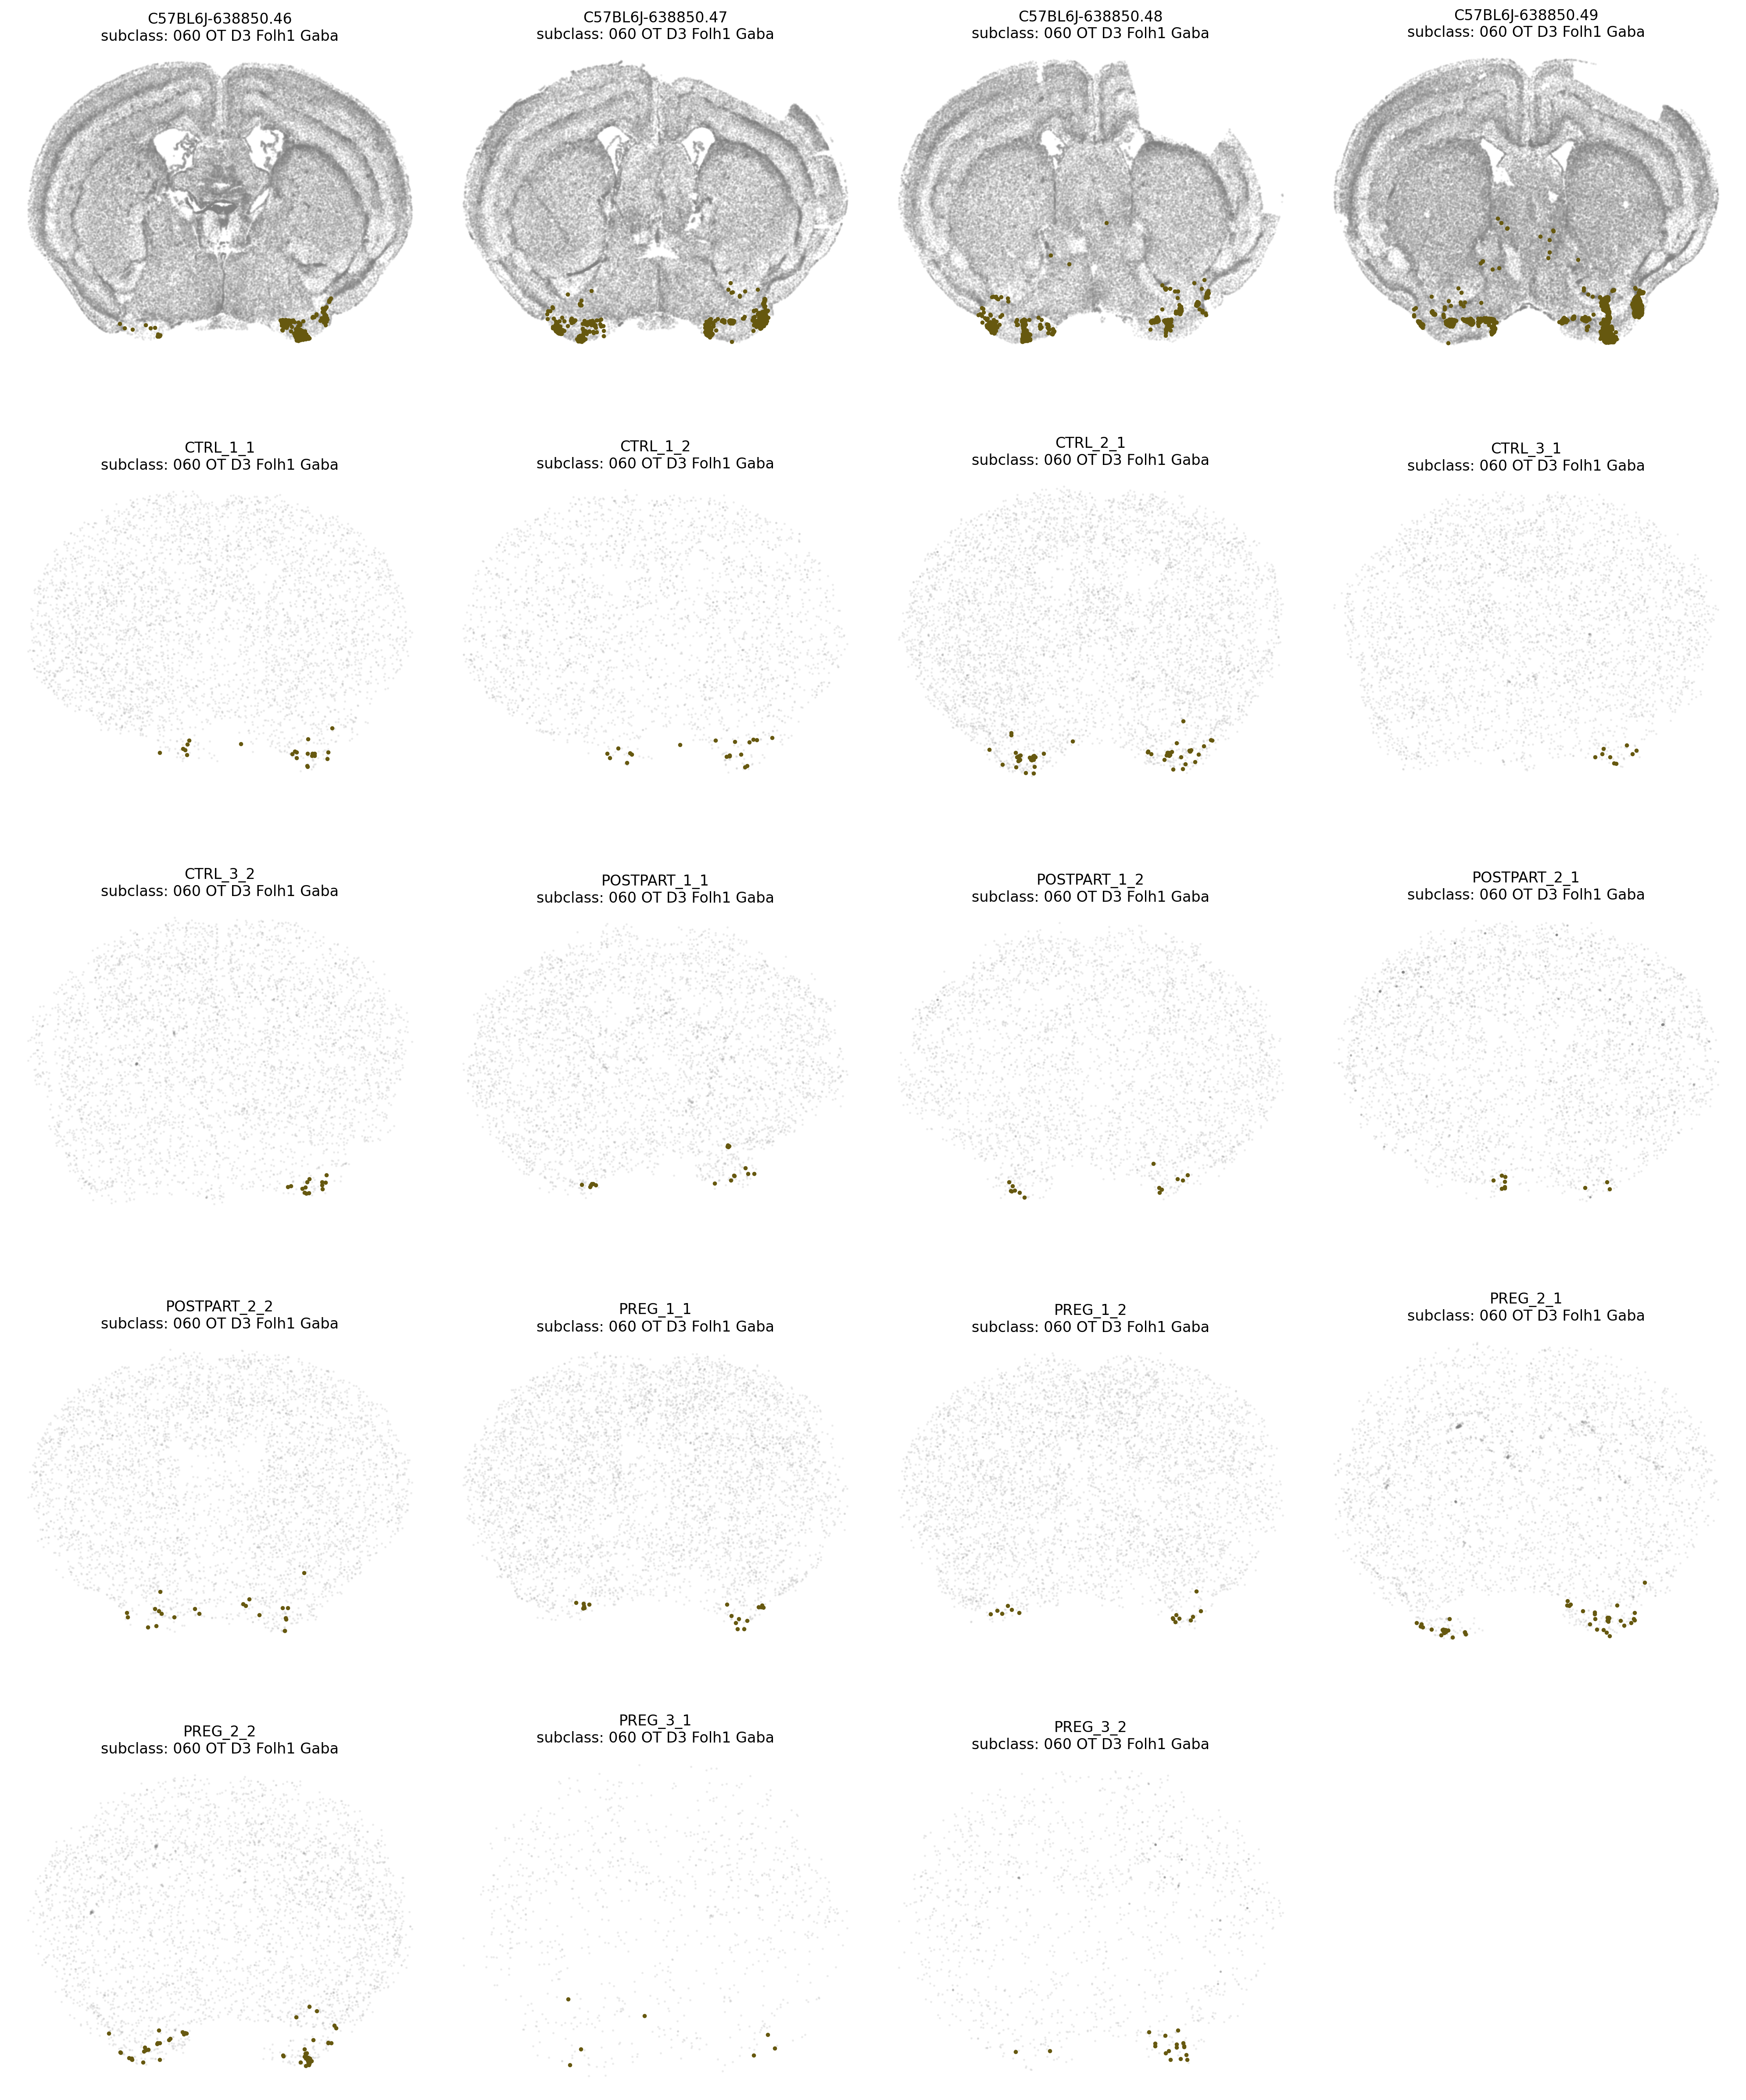 C57BL6J-638850.46
subclass: 060 OT D3 Folh1 Gaba
C57BL6J-638850.47
subclass: 060 OT D3 Folh1 Gaba
C57BL6J-638850.48
subclass: 060 OT D3 Folh1 Gaba
C57BL6J-638850.49
subclass: 060 OT D3 Folh1 Gaba
CTRL_1_1
subclass: 060 OT D3 Folh1 Gaba
CTRL_1_2
subclass: 060 OT D3 Folh1 Gaba
CTRL_2_1
subclass: 060 OT D3 Folh1 Gaba
CTRL_3_1
subclass: 060 OT D3 Folh1 Gaba
CTRL_3_2
subclass: 060 OT D3 Folh1 Gaba
POSTPART_1_1
subclass: 060 OT D3 Folh1 Gaba
POSTPART_1_2
subclass: 060 OT D3 Folh1 Gaba
POSTPART_2_1
subclass: 060 OT D3 Folh1 Gaba
POSTPART_2_2
subclass: 060 OT D3 Folh1 Gaba
PREG_1_1
subclass: 060 OT D3 Folh1 Gaba
PREG_1_2
subclass: 060 OT D3 Folh1 Gaba
PREG_2_1
subclass: 060 OT D3 Folh1 Gaba
PREG_2_2
subclass: 060 OT D3 Folh1 Gaba
PREG_3_1
subclass: 060 OT D3 Folh1 Gaba
PREG_3_2
subclass: 060 OT D3 Folh1 Gaba